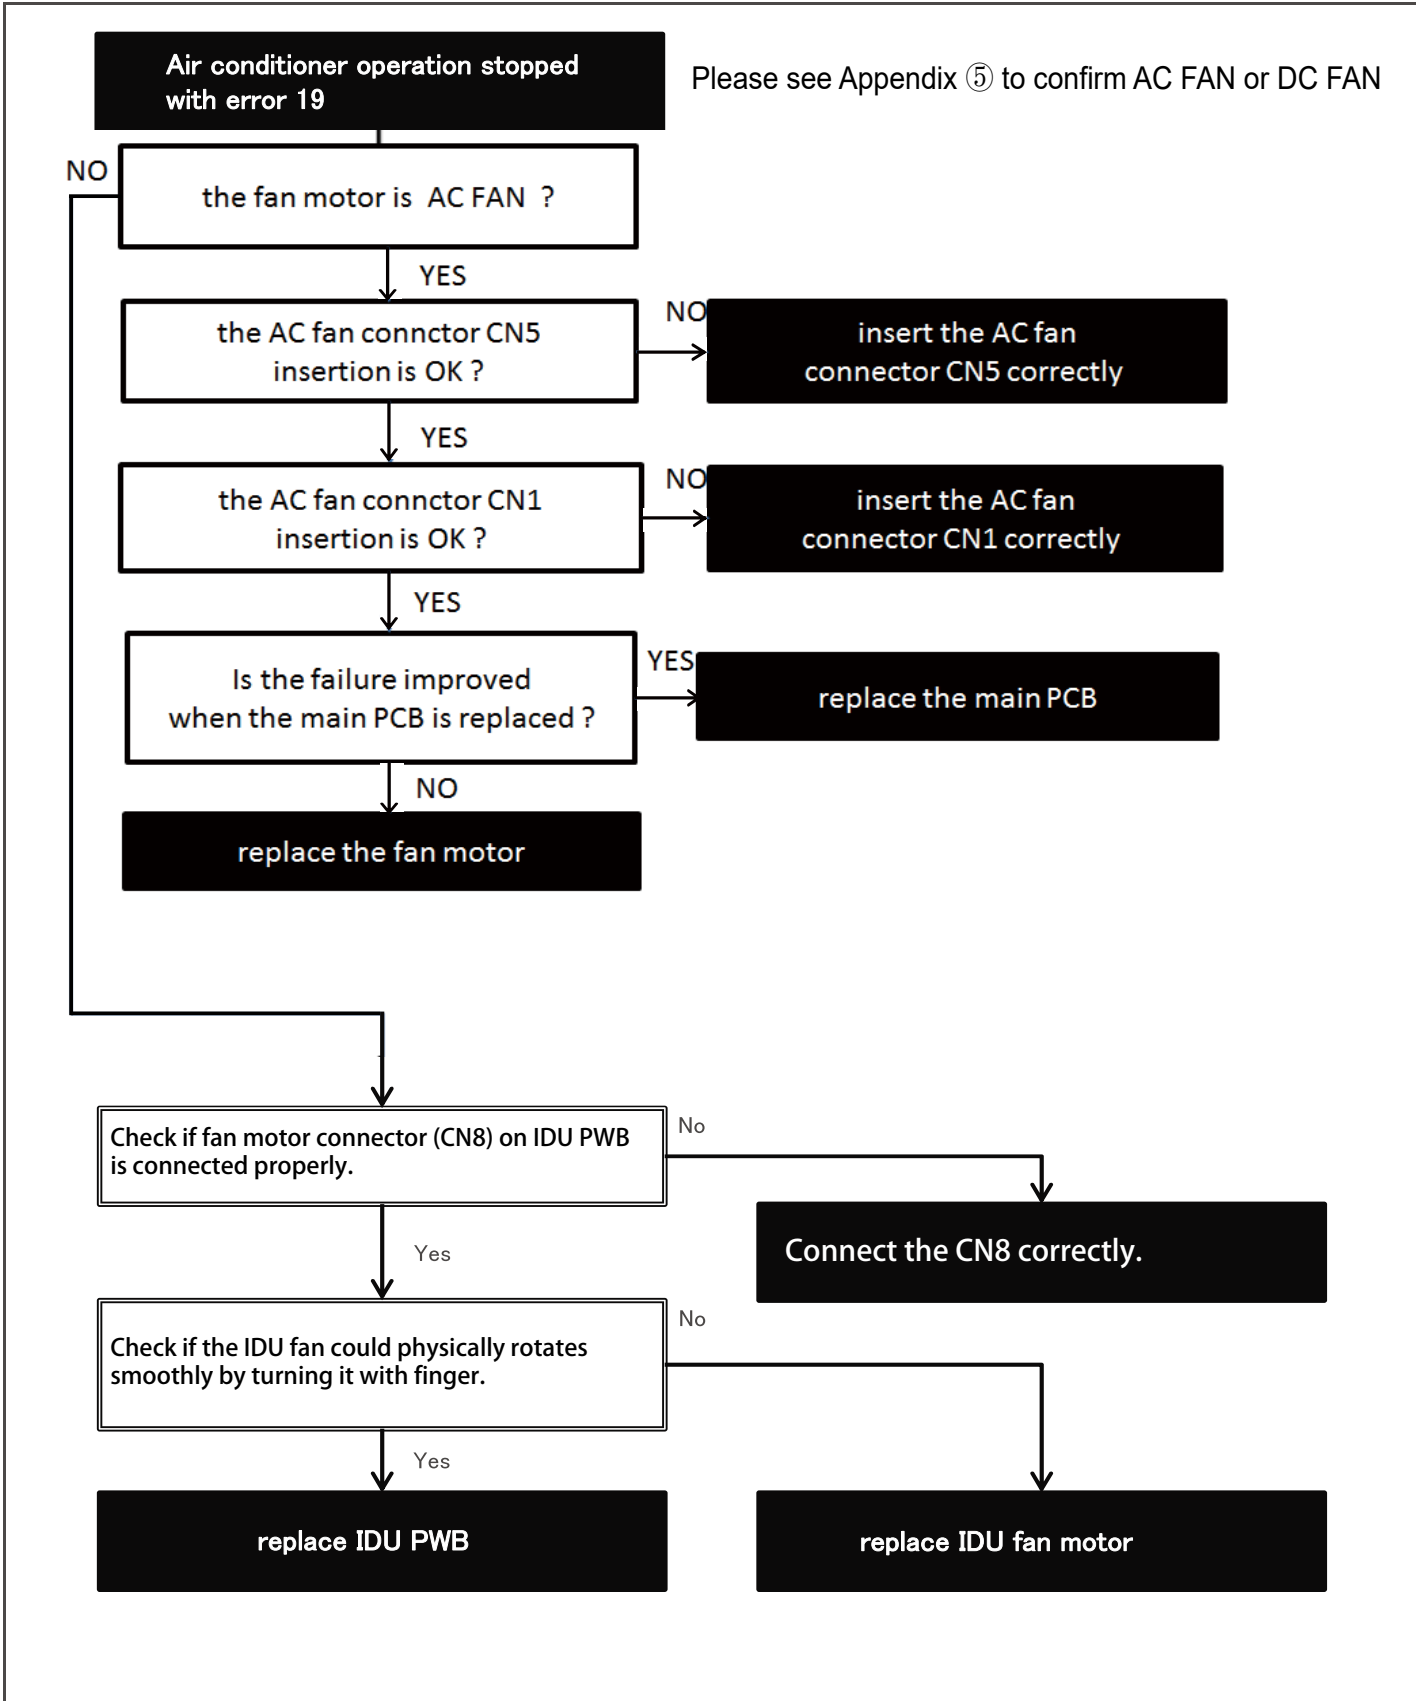 Air conditioner operation stopped
with error 19
Please see Appendix ⑤ to confirm AC FAN or DC FAN
NO
the fan motor is AC FAN ?
YES
the AC fan connctor CN5
insertion is OK ?
NO
insert the AC fan
connector CN5 correctly
YES
the AC fan connctor CN1
insertion is OK ?
NO
insert the AC fan
connector CN1 correctly
YES
Is the failure improved
when the main PCB is replaced ?
YES
replace the main PCB
NO
replace the fan motor
Check if fan motor connector (CN8) on IDU PWB
is connected properly.
No
Connect the CN8 correctly.
Yes
Check if the IDU fan could physically rotates
smoothly by turning it with finger.
No
Yes
replace IDU PWB
replace IDU fan motor